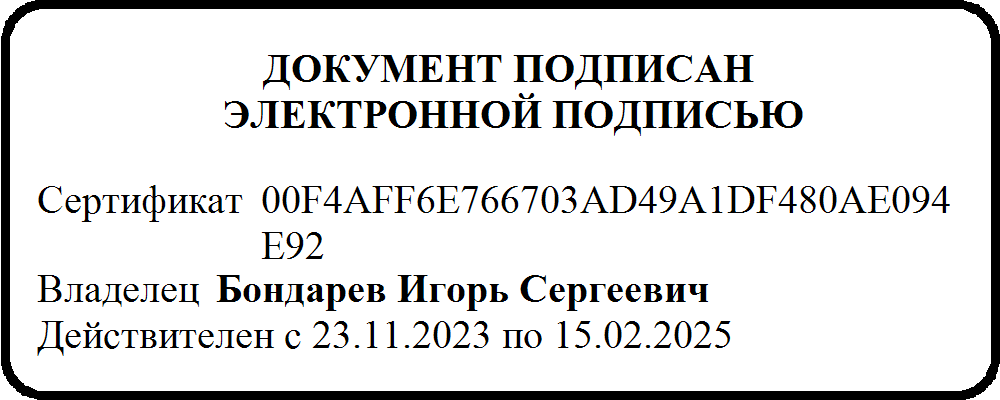 ДОКУМЕНТ ПОДПИСАН
ЭЛЕКТРОННОЙ ПОДПИСЬЮ
Сертификат 00F4AFF6E766703AD49A1DF480AE094
E92
Владелец Бондарев Игорь Сергеевич
Действителен с 23.11.2023 по 15.02.2025